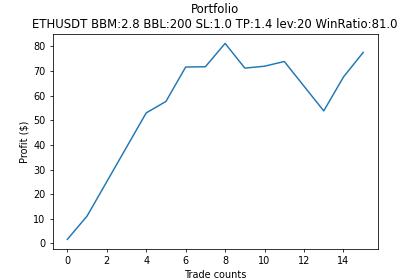 Portfolio
ETHUSDT BBM:2.8 BBL:200 SL:1.0 TP:1.4 lev:20 WinRatio:81.0
80
70
60
50
40
30
20
10
0
Profit ($)
0 2 4 6 8 10 12 14
Trade counts